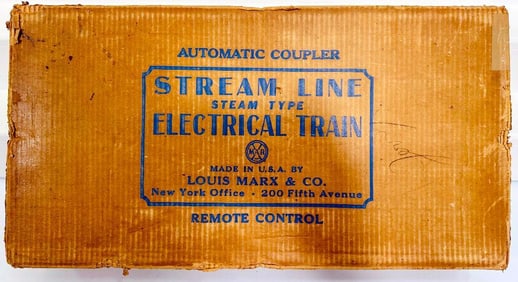 AUTOMATIC COUPLER
STREAM LINE
STEAM TYPE
ELECTRICAL TRAIN
MAR
MADE IN U.S.A. BY
LOUIS MARX & CO.
New York Office - 200 Fifth Avenue
REMOTE CONTROL